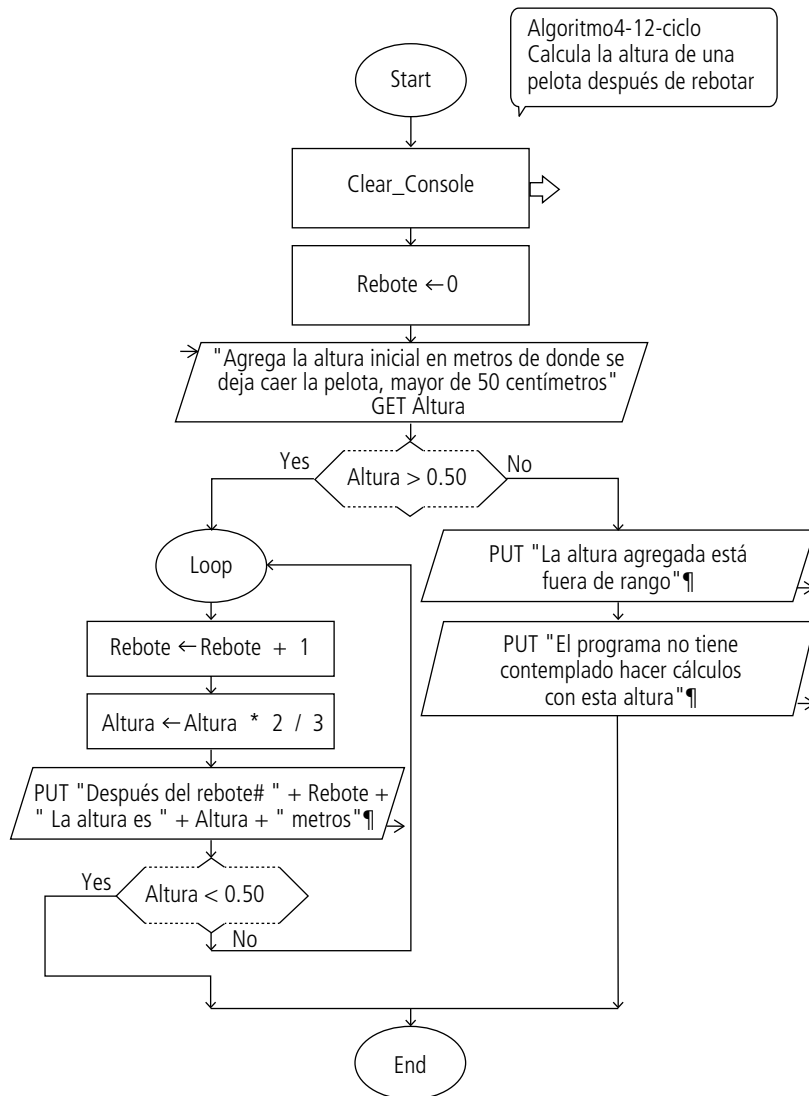 Algoritmo4-12-ciclo
Calcula la altura de una
pelota después de rebotar
Start
Clear_Console
Rebote ←0
"Agrega la altura inicial en metros de donde se
deja caer la pelota, mayor de 50 centímetros"
GET Altura
Yes
Altura > 0.50
No
Loop
Rebote ←Rebote + 1
Altura ←Altura * 2 / 3
PUT "Después del rebote# " + Rebote +
" La altura es " + Altura + " metros"¶
Yes
Altura < 0.50
No
PUT "La altura agregada está
fuera de rango"¶
PUT "El programa no tiene
contemplado hacer cálculos
con esta altura"¶
End